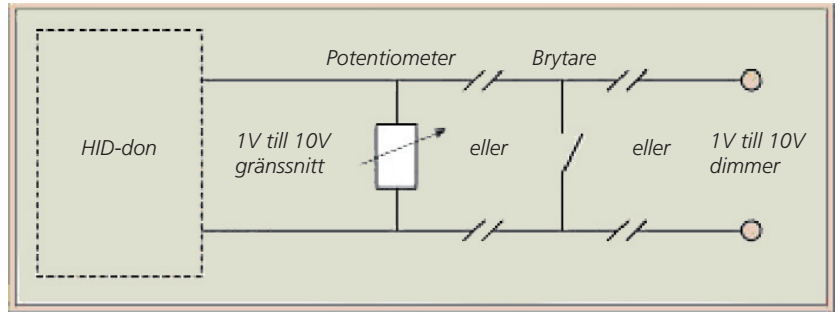 Potentiometer
Brytare
HID-don
1V till 10V
gränssnitt
eller
eller
1V till 10V
dimmer